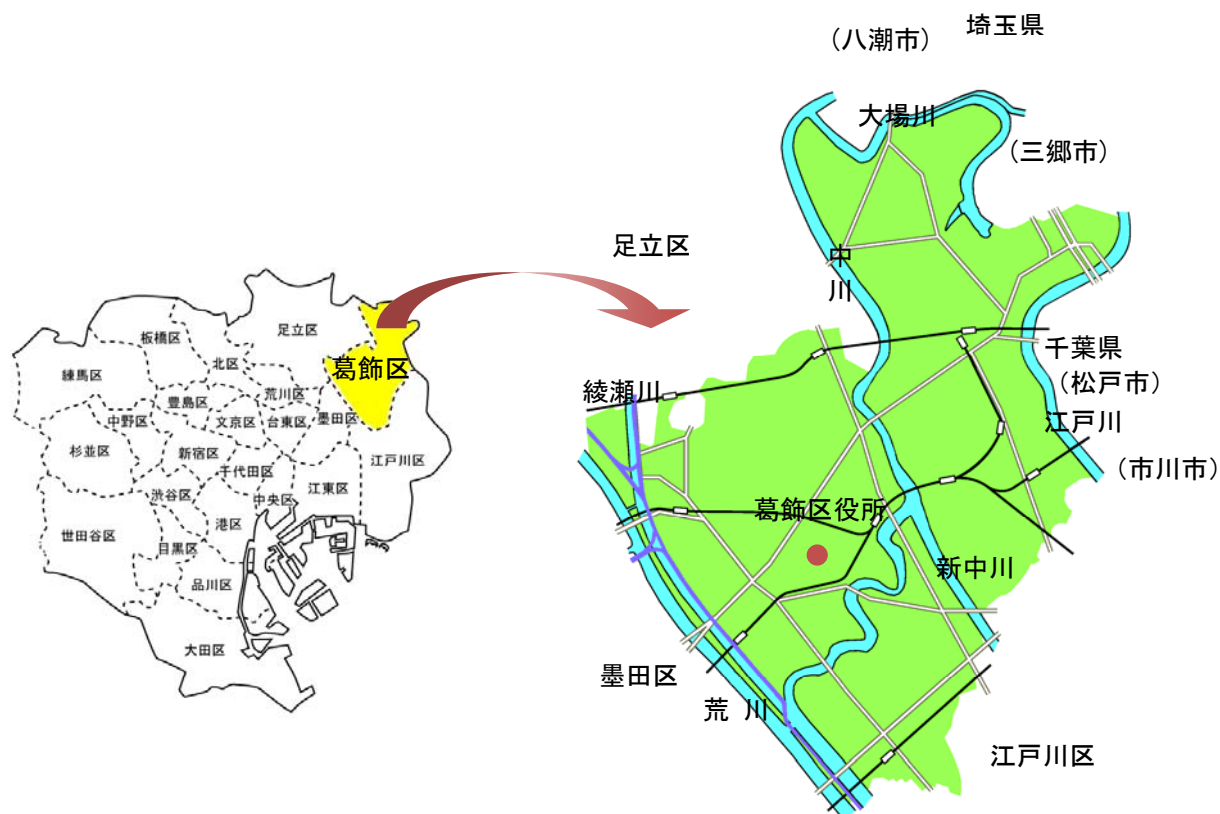 板橋区
足立区
北区
葛飾区
練馬区
荒川区
豊島区
中野区
文京区
台東区
墨田区
杉並区
新宿区
江戸川区
千代田区
江東区
渋谷区
中央区
港区
世田谷区
目黒区
品川区
大田区
(八潮市)
埼玉県
大場川
(三郷市)
足立区
中
川
千葉県
(松戸市)
綾瀬川
江戸川
(市川市)
葛飾区役所
新中川
墨田区
荒 川
江戸川区